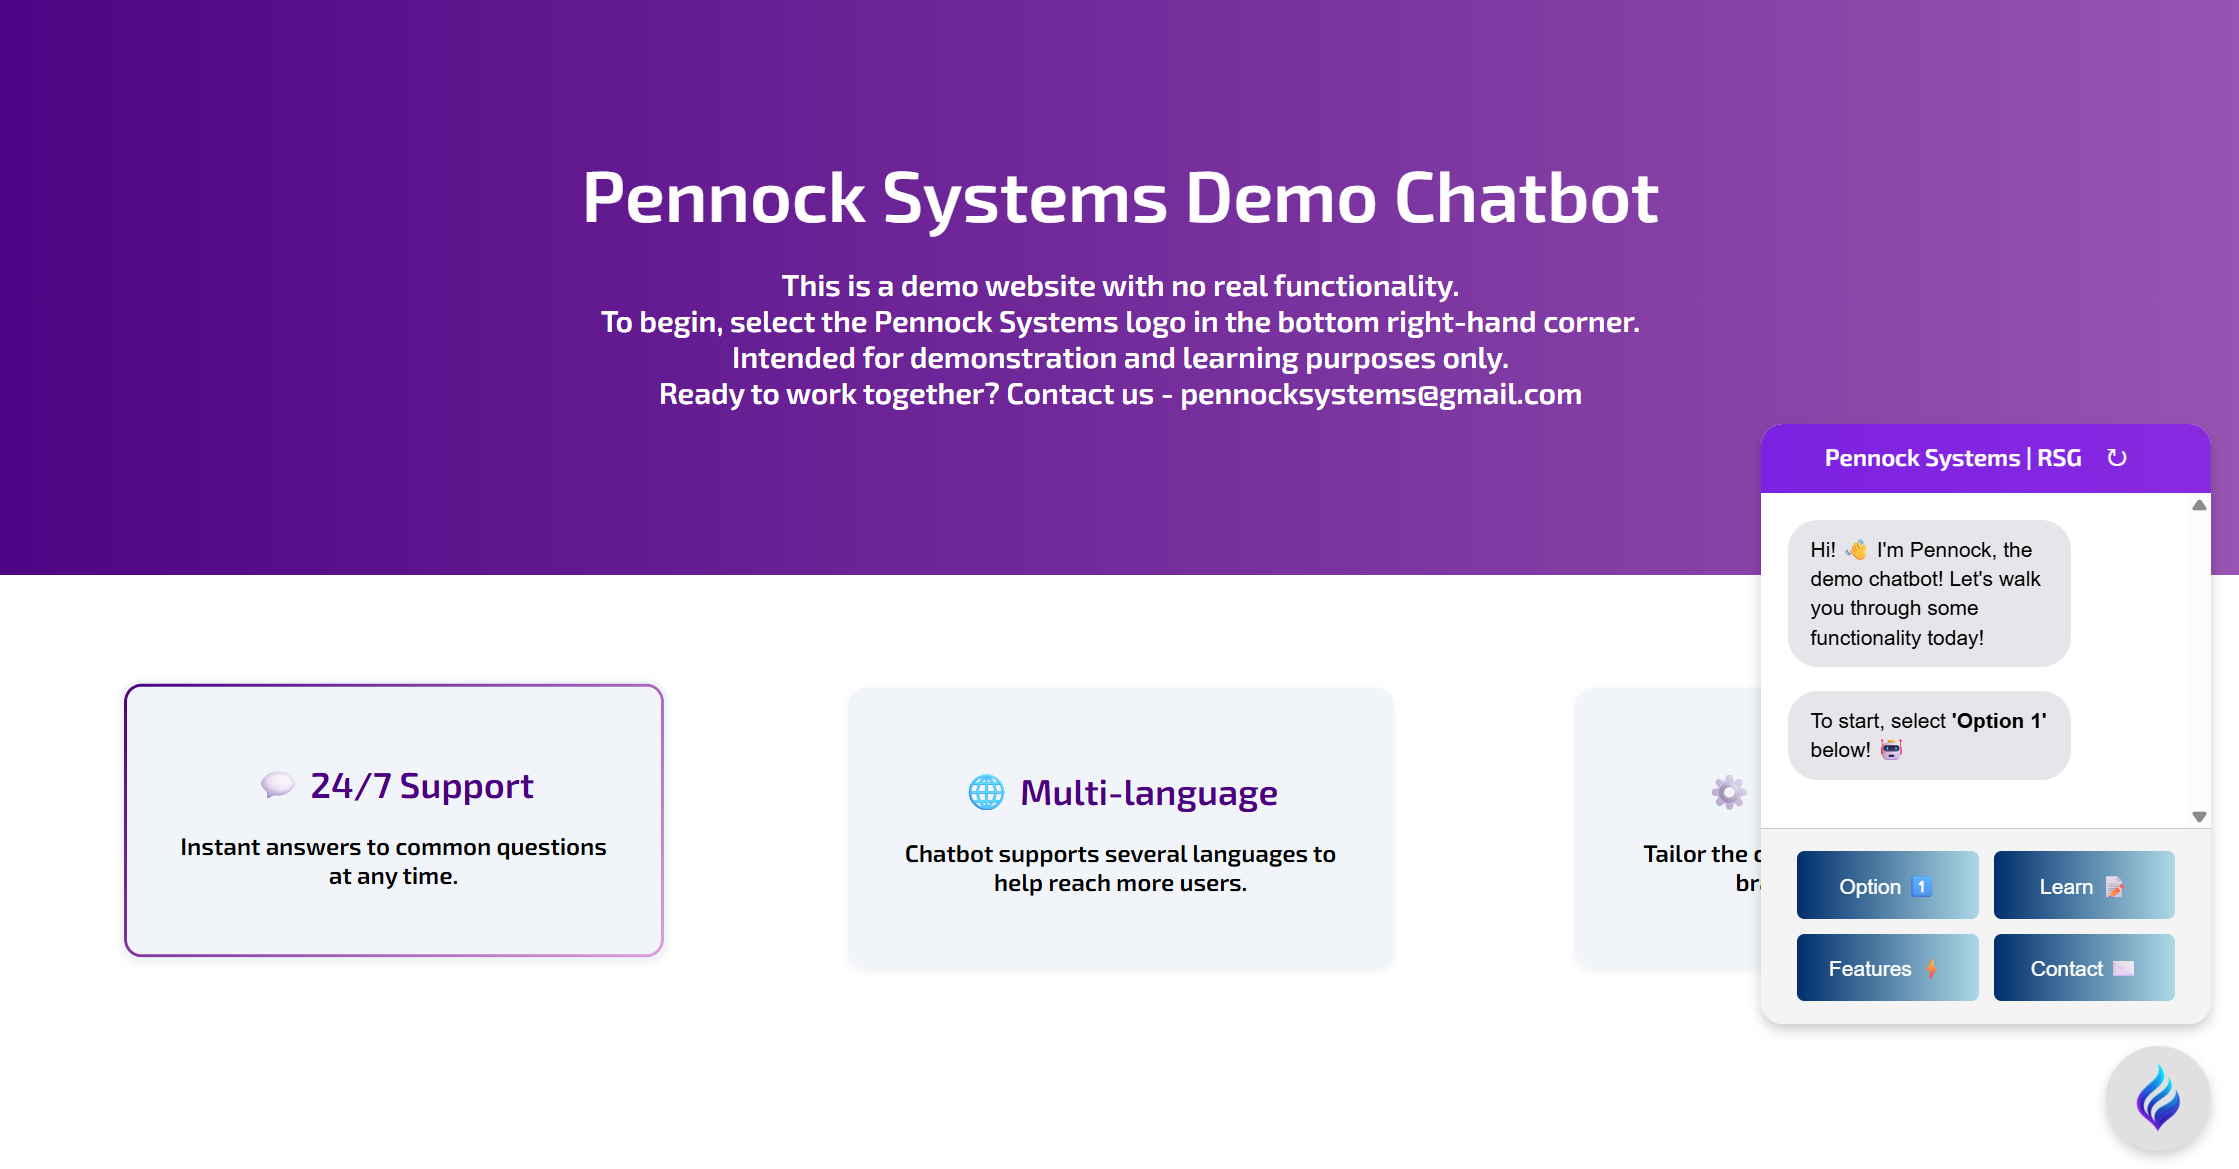 Pennock Systems Demo Chatbot
This is a demo website with no real functionality.
To begin, select the Pennock Systems logo in the bottom right-hand corner.
Intended for demonstration and learning purposes only.
Ready to work together? Contact us - pennocksystems@gmail.com
💬 24/7 Support
Instant answers to common questions
at any time.
🌐 Multi-language
Chatbot supports several languages to
help reach more users.
⚙️
Tailor the
Pennock Systems | RSG ↻
Hi! 👋 I'm Pennock, the
demo chatbot! Let's walk
you through some
functionality today!
To start, select 'Option 1'
below! 🤖
Option 1️⃣
Learn 📝
Features ⚡
Contact ✉️